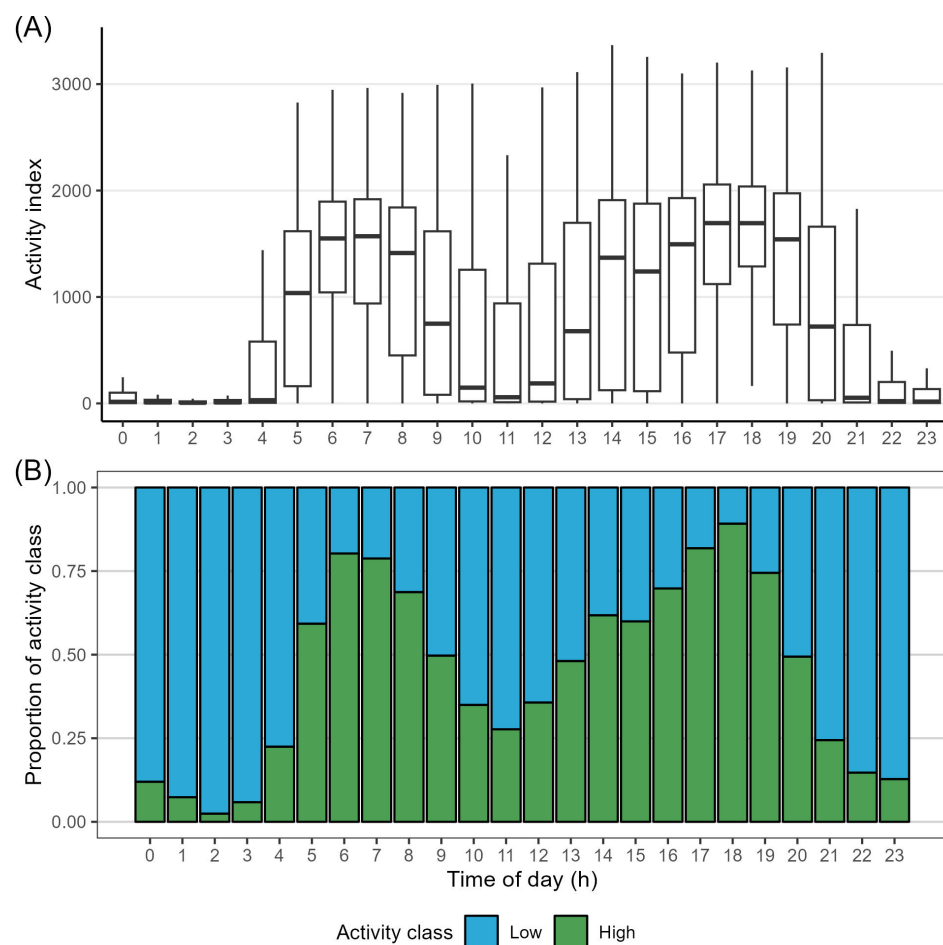 (A)
Activity index
3000
2000
1000
0
0 1 2 3 4 5 6 7 8 9 10 11 12 13 14 15 16 17 18 19 20 21 22 23
(B)
Proportion of activity class
1.00
0.75
0.50
0.25
0.00
0 1 2 3 4 5 6 7 8 9 10 11 12 13 14 15 16 17 18 19 20 21 22 23
Time of day (h)
Activity class Low High